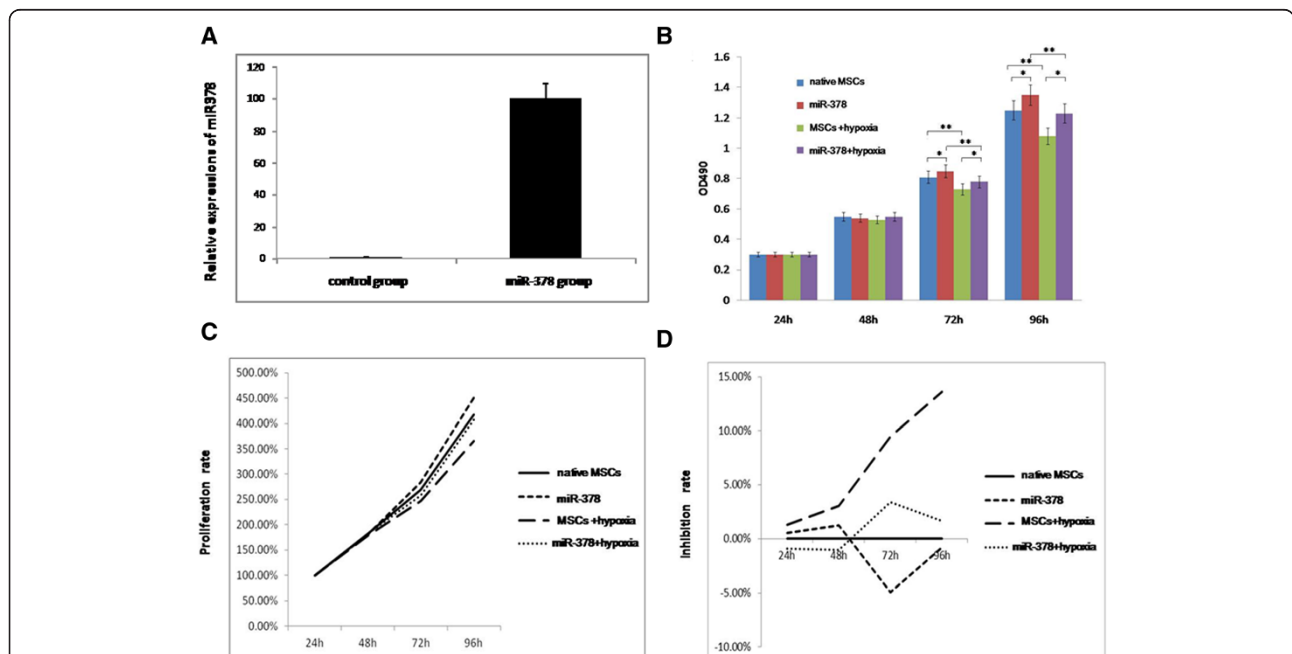 A
Relative expressions of miR378
120
100
80
60
40
20
0
control group
miR-378 group
B
OD490
1.6
1.4
1.2
1
0.8
0.6
0.4
0.2
0
native MSCs
miR-378
MSCs +hypoxia
miR-378+hypoxia
**
*
**
*
**
**
*
*
24h
48h
72h
96h
C
Proliferation rate
500.00%
450.00%
400.00%
350.00%
300.00%
250.00%
200.00%
150.00%
100.00%
50.00%
0.00%
24h
48h
72h
96h
native MSCs
miR-378
MSCs +hypoxia
miR-378+hypoxia
D
Inhibition rate
15.00%
10.00%
5.00%
0.00%
-5.00%
-10.00%
24h
48h
72h
96h
native MSCs
miR-378
MSCs+hypoxia
miR-378+hypoxia